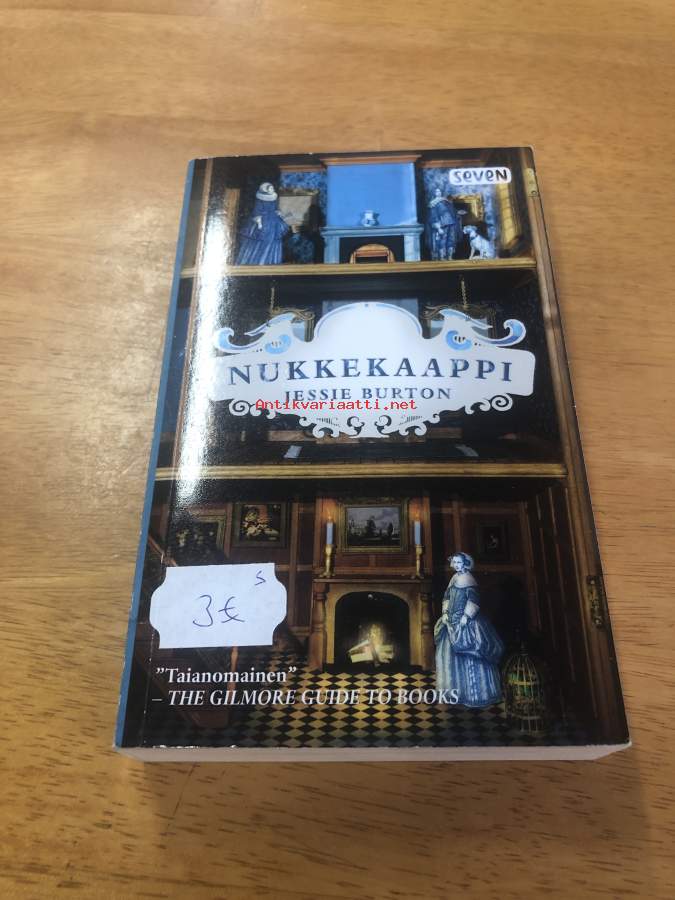 seven
NUKKEKAAPPI
JESSIE BURTON
Antikvariaatti.net
s
3€
”Taianomainen”
– THE GILMORE GUIDE TO BOOKS